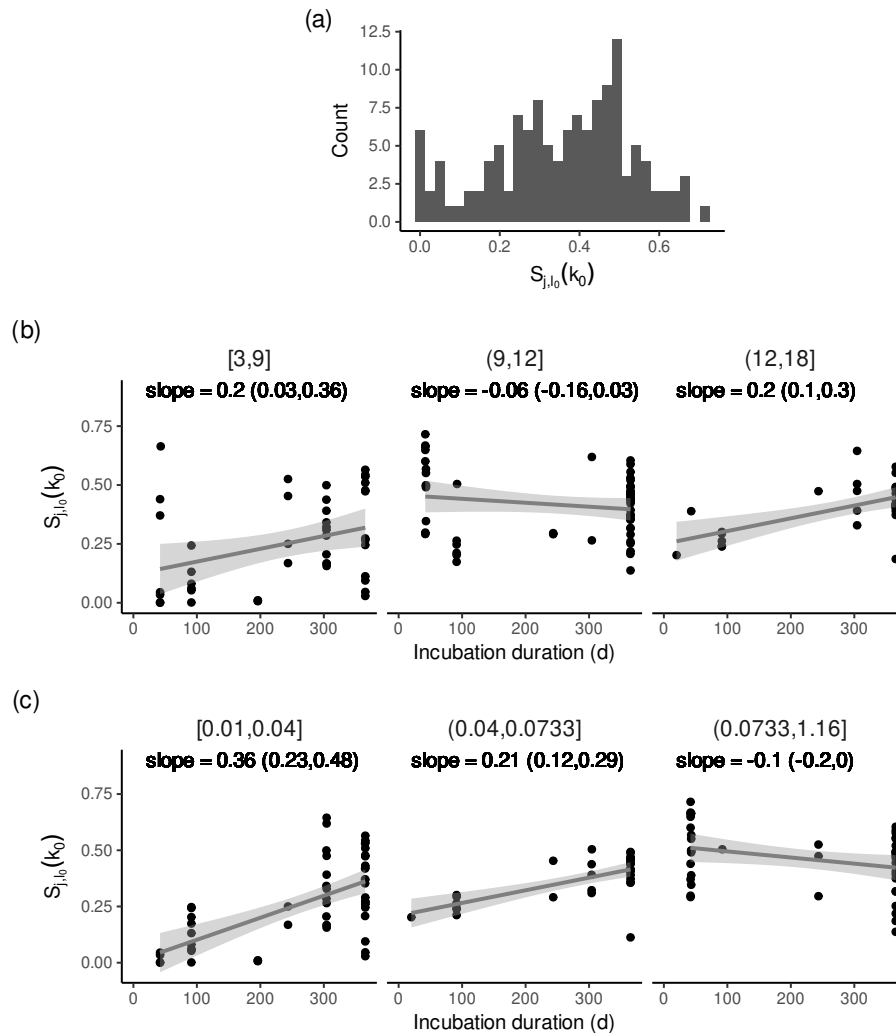 (a)
12.5
10.0
7.5
5.0
2.5
0.0
Count
0.0 0.2 0.4 0.6
S_{j,l_0}(k_0)
(b)
[3,9] (9,12] (12,18]
slope = 0.2 (0.03,0.36) slope = -0.06 (-0.16,0.03) slope = 0.2 (0.1,0.3)
0.75
0.50
0.25
0.00
S_{j,l_0}(k_0)
0 100 200 300 0 100 200 300 0 100 200 300
Incubation duration (d)
(c)
[0.01,0.04] (0.04,0.0733] (0.0733,1.16]
slope = 0.36 (0.23,0.48) slope = 0.21 (0.12,0.29) slope = -0.1 (-0.2,0)
0.75
0.50
0.25
0.00
S_{j,l_0}(k_0)
0 100 200 300 0 100 200 300 0 100 200 300
Incubation duration (d)